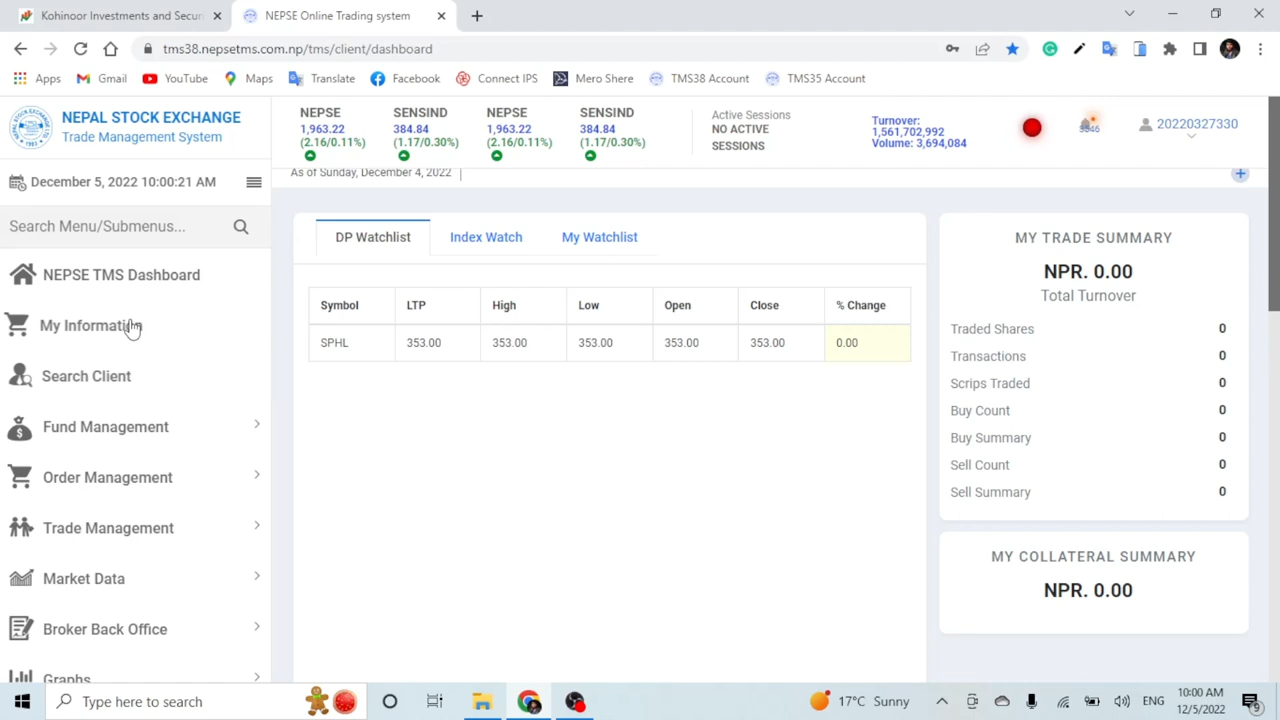 Kohinoor Investments and Securi
NEPSE Online Trading system
tms38.nepsetms.com.np/tms/client/dashboard
Apps
Gmail
YouTube
Maps
Translate
Facebook
Connect IPS
Mero Share
TMS38 Account
TMS35 Account
NEPAL STOCK EXCHANGE
Trade Management System
NEPSE
1,963.22
(2.16/0.11%)
SENSIND
384.84
(1.17/0.30%)
NEPSE
1,963.22
(2.16/0.11%)
SENSIND
384.84
(1.17/0.30%)
Active Sessions
NO ACTIVE
SESSIONS
Turnover:
1,561,702,992
Volume: 3,694,084
20220327330
December 5, 2022 10:00:21 AM
As of Sunday, December 4, 2022
Search Menu/Submenus...
NEPSE TMS Dashboard
My Information
Search Client
Fund Management
Order Management
Trade Management
Market Data
Broker Back Office
Graphs
DP Watchlist
Index Watch
My Watchlist
Symbol LTP High Low Open Close % Change
SPHL 353.00 353.00 353.00 353.00 353.00 0.00
MY TRADE SUMMARY
NPR. 0.00
Total Turnover
Traded Shares 0
Transactions 0
Scrips Traded 0
Buy Count 0
Buy Summary 0
Sell Count 0
Sell Summary 0
MY COLLATERAL SUMMARY
NPR. 0.00
Type here to search
17°C Sunny
ENG
10:00 AM
12/5/2022